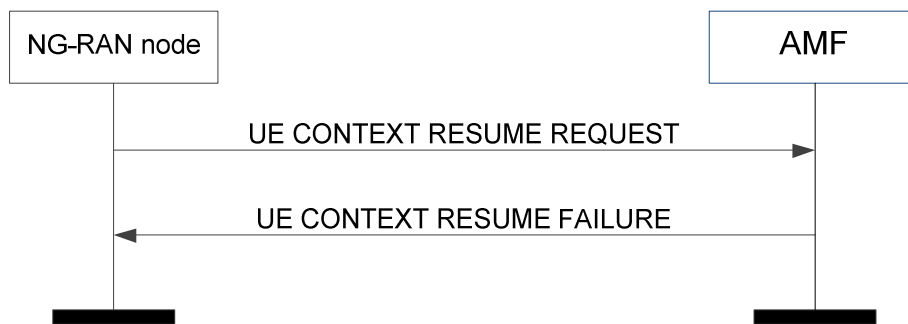 NG-RAN node
AMF
UE CONTEXT RESUME REQUEST
UE CONTEXT RESUME FAILURE